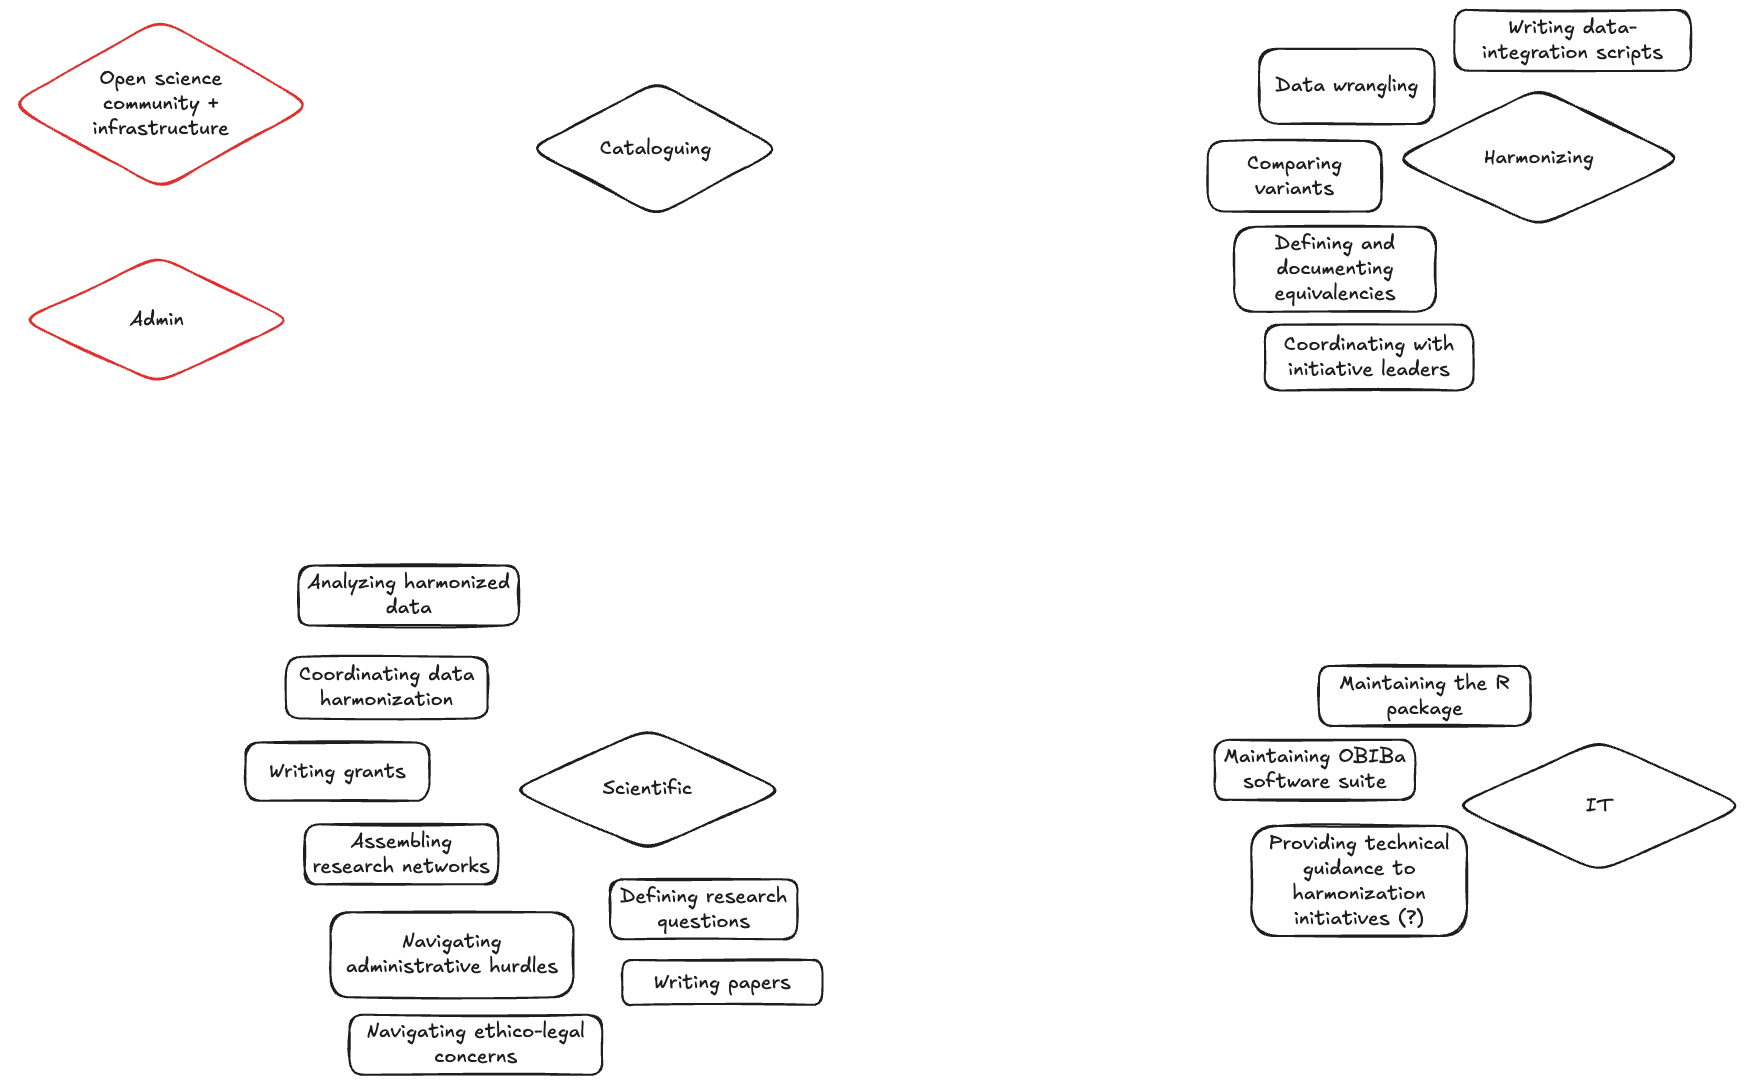 Open science
community +
infrastructure
Admin
Cataloguing
Writing data-
integration scripts
Data wrangling
Harmonizing
Comparing
variants
Defining and
documenting
equivalencies
Coordinating with
initiative leaders
Analyzing harmonized
data
Coordinating data
harmonization
Writing grants
Scientific
Assembling
research networks
Defining research
questions
Navigating
administrative hurdles
Writing papers
Navigating ethico-legal
concerns
Maintaining the R
package
Maintaining OBIBa
software suite
IT
Providing technical
guidance to
harmonization
initiatives (?)